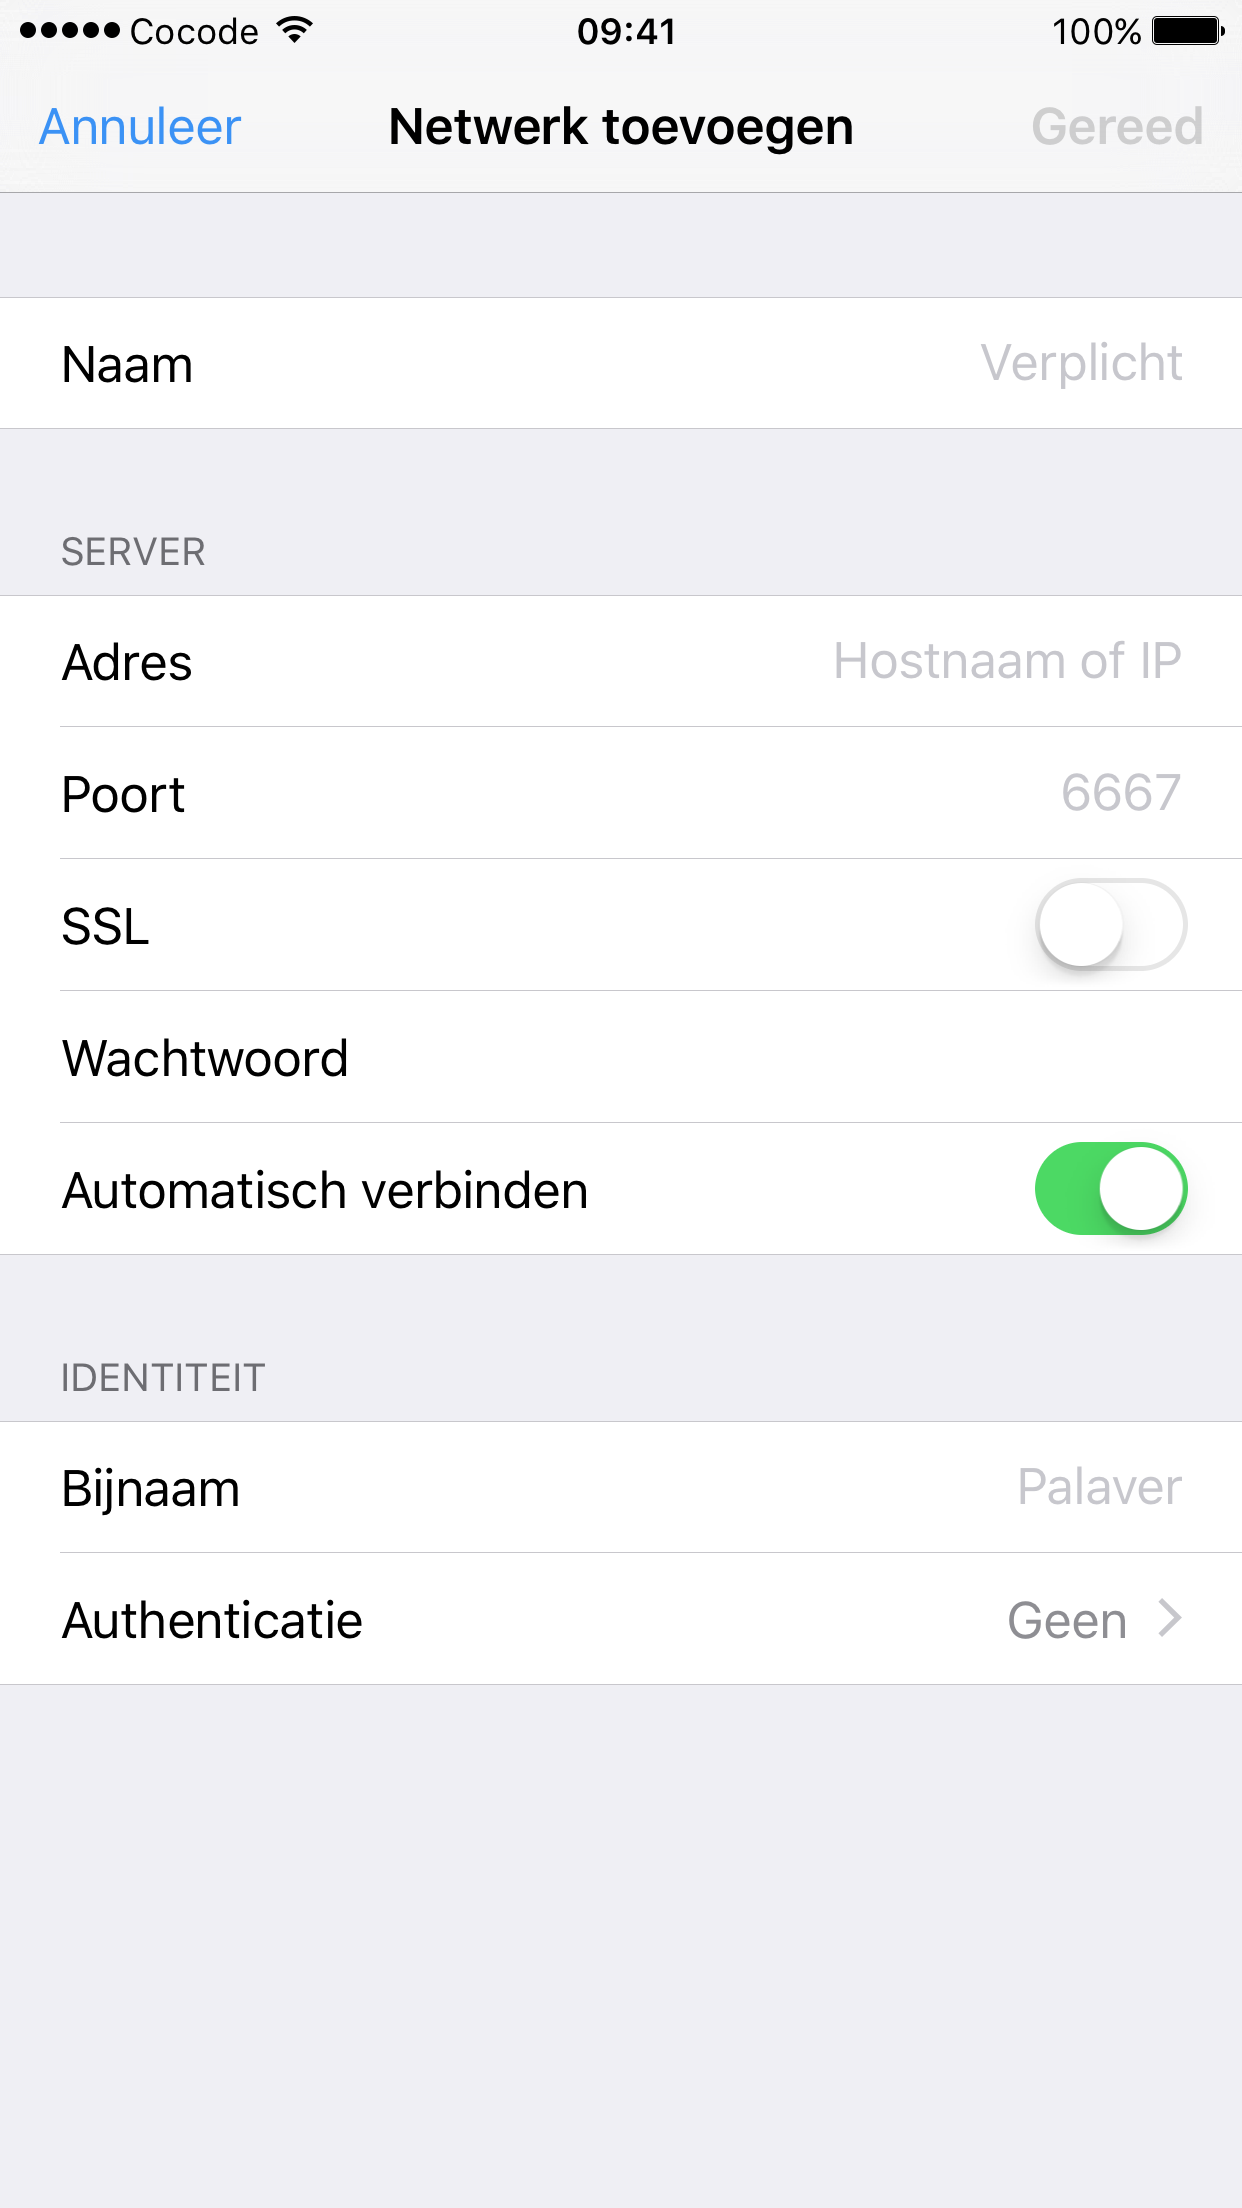 Cocode 09:41 100%
Annuleer Netwerk toevoegen Gereed
Naam Verplicht
SERVER
Adres Hostnaam of IP
Poort 6667
SSL
Wachtwoord
Automatisch verbinden
IDENTITEIT
Bijnaam Palaver
Authenticatie Geen